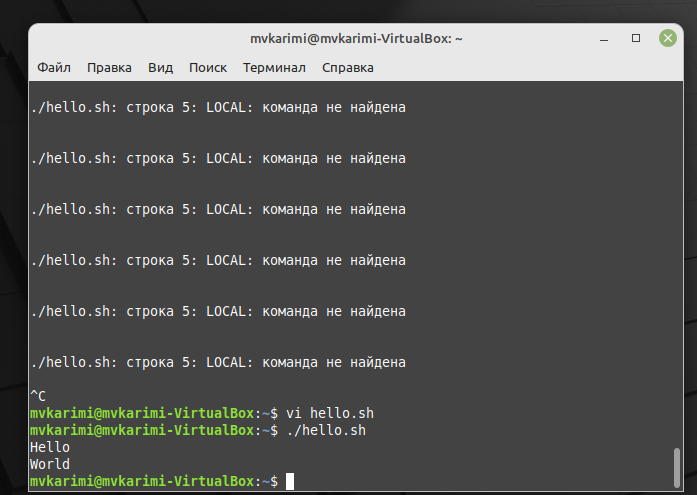 mvkarimi@mvkarimi-VirtualBox: ~
Файл Правка Вид Поиск Терминал Справка
./hello.sh: строка 5: LOCAL: команда не найдена
./hello.sh: строка 5: LOCAL: команда не найдена
./hello.sh: строка 5: LOCAL: команда не найдена
./hello.sh: строка 5: LOCAL: команда не найдена
./hello.sh: строка 5: LOCAL: команда не найдена
./hello.sh: строка 5: LOCAL: команда не найдена
^C
mvkarimi@mvkarimi-VirtualBox:~$ vi hello.sh
mvkarimi@mvkarimi-VirtualBox:~$ ./hello.sh
Hello
World
mvkarimi@mvkarimi-VirtualBox:~$